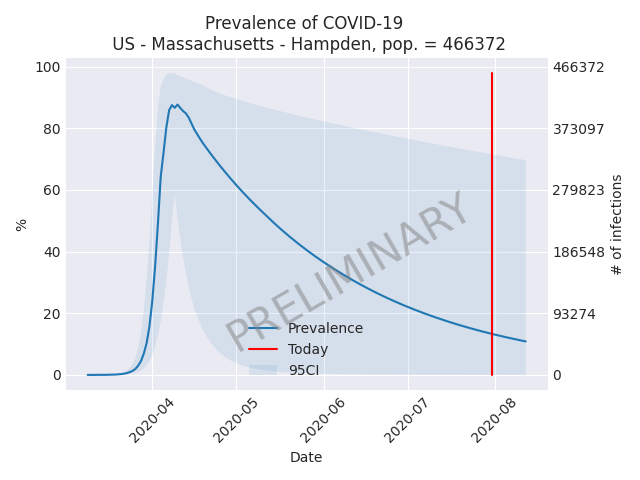 Prevalence of COVID-19
US - Massachusetts - Hampden, pop. = 466372
100
80
60
40
20
0
%
466372
373097
279823
186548
93274
0
# of infections
PRELIMINARY
Prevalence
Today
95CI
2020-04
2020-05
2020-06
2020-07
2020-08
Date